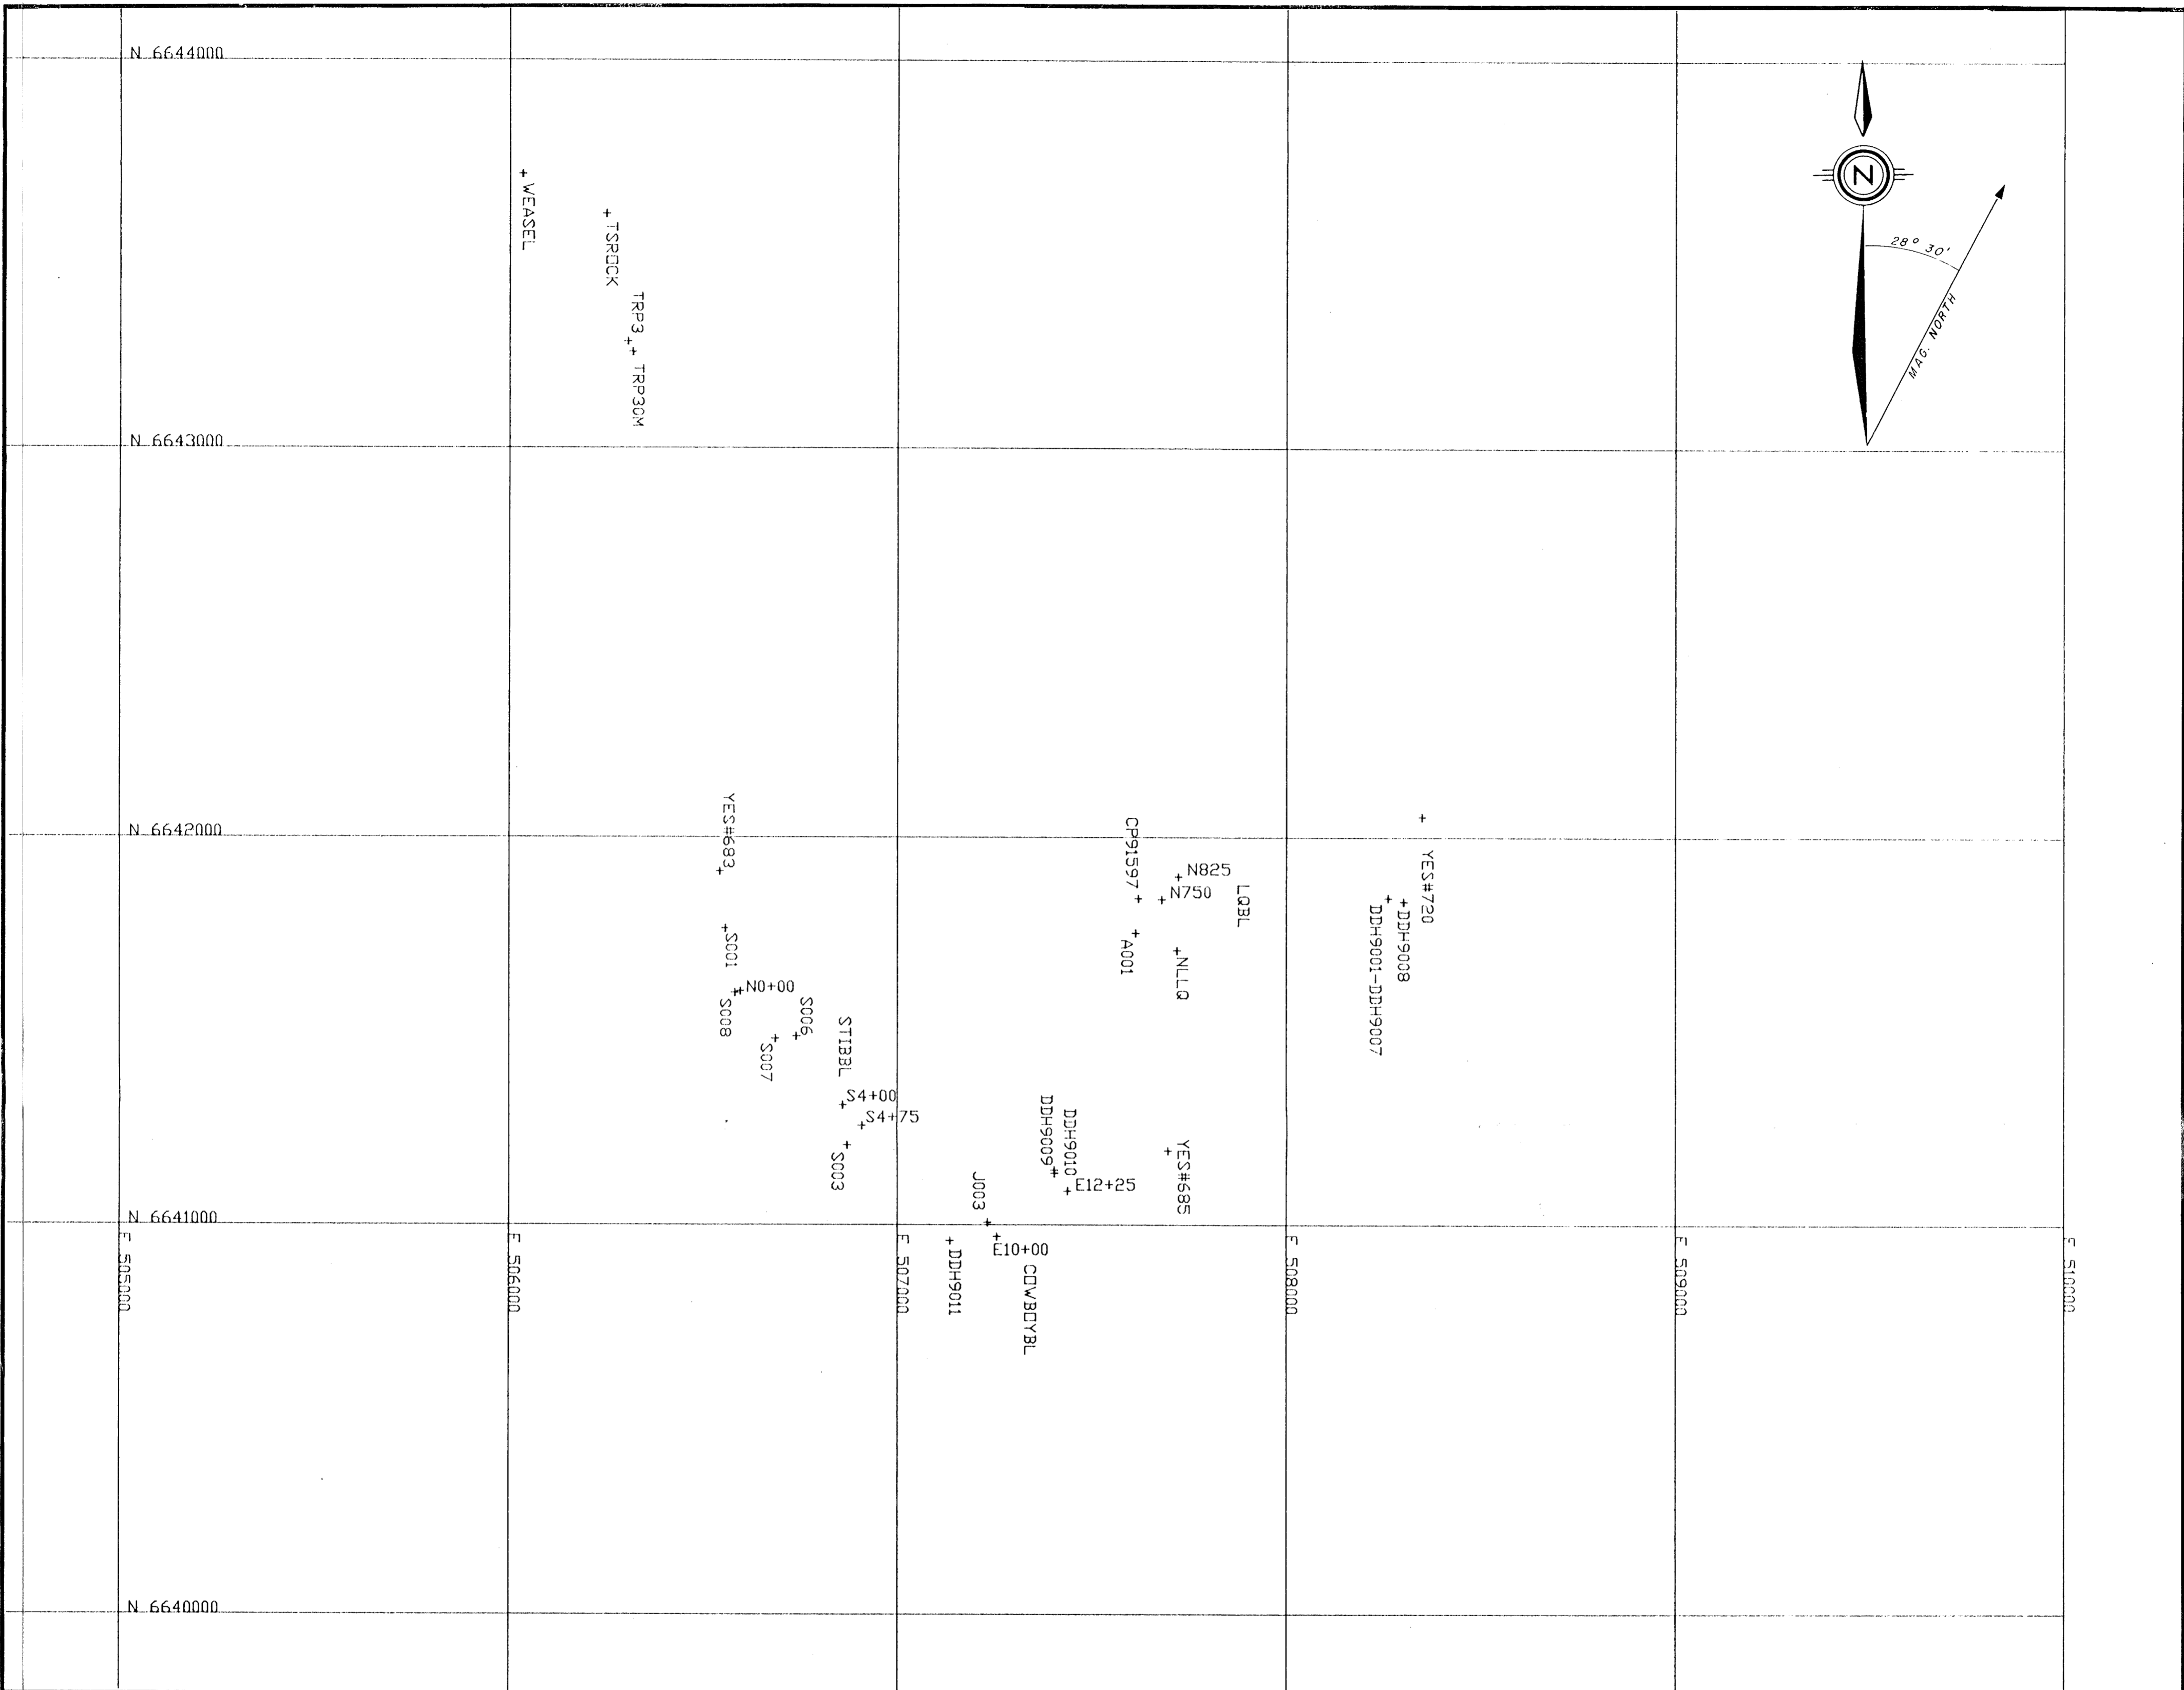 N 6644000
N
28° 30'
MAG. NORTH
WEASEL
TSROCK
TRP3
TRP30M
N 6643000
YES#683
N 6642000
CP91597
N825
N750
LQBL
YES#720
DDH9008
DDH9001-DDH9007
A001
NLLQ
S001
N0+00
S008
S006
S007
STIBBL
S4+00
S4+75
S003
DDH9009
DDH9010
E12+25
YES#685
J003
N 6641000
E10+00
DDH9011
COWBOYBL
E 505000
E 506000
E 507000
E 508000
E 509000
E 510000
N 6640000